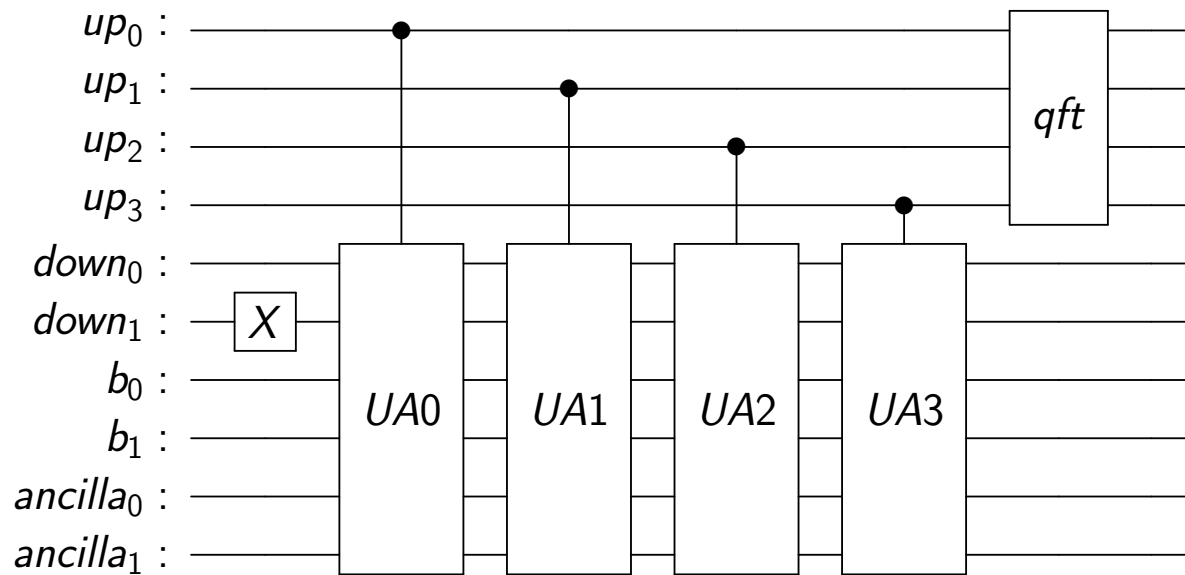 up₀ :
up₁ :
up₂ :
up₃ :
down₀ :
down₁ :
b₀ :
b₁ :
ancilla₀ :
ancilla₁ :
X
UA0
UA1
UA2
UA3
qft